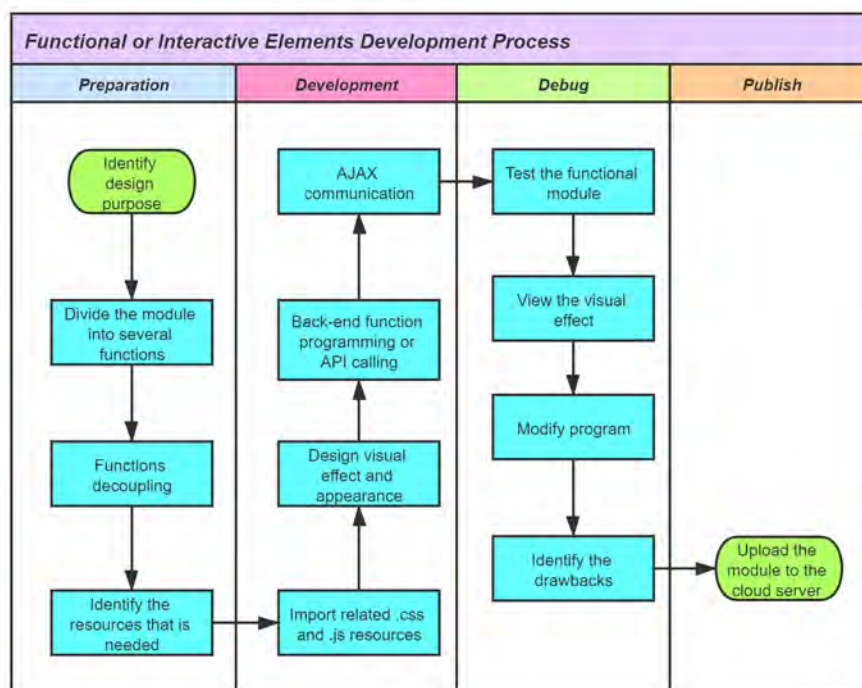 Functional or Interactive Elements Development Process
Preparation
Development
Debug
Publish
Identify
design
purpose
Divide the module
into several
functions
Functions
decoupling
Identify the
resources that is
needed
Import related .css
and .js resources
Design visual
effect and
appearance
Back-end function
programming or
API calling
AJAX
communication
Test the functional
module
View the visual
effect
Modify program
Identify the
drawbacks
Upload the
module to the
cloud server